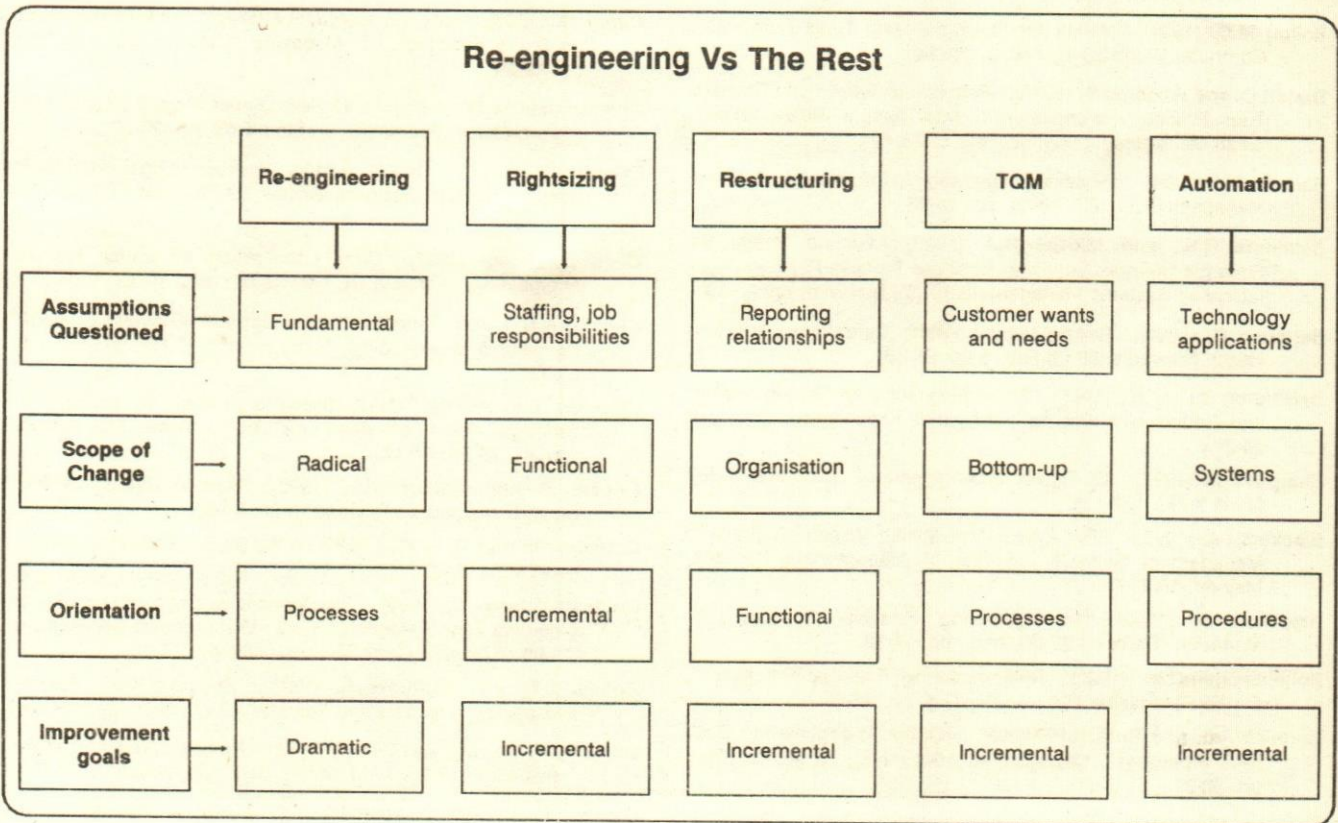 Re-engineering Vs The Rest
Re-engineering Rightsizing Restructuring TQM Automation
Assumptions
Questioned
Fundamental
Staffing, job
responsibilities
Reporting
relationships
Customer wants
and needs
Technology
applications
Scope of
Change
Radical Functional Organisation Bottom-up Systems
Orientation Processes Incremental Functional Processes Procedures
Improvement
goals
Dramatic Incremental Incremental Incremental Incremental